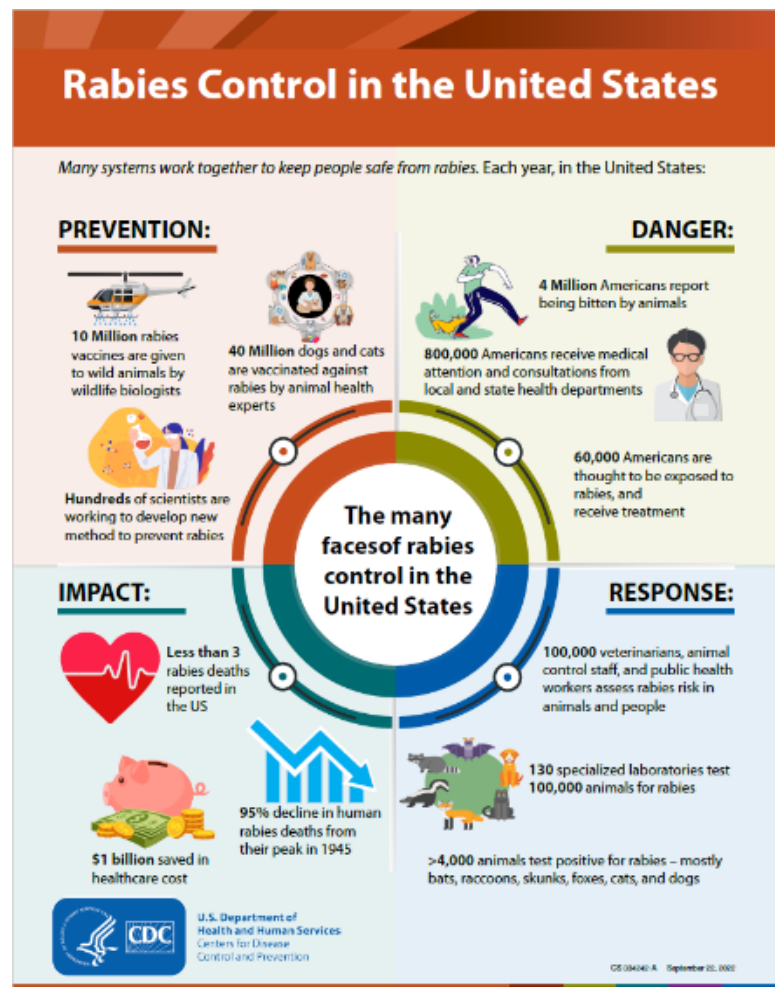 Rabies Control in the United States
Many systems work together to keep people safe from rabies. Each year, in the United States:
PREVENTION:
10 Million rabies
vaccines are given
to wild animals by
wildlife biologists
40 Million dogs and cats
are vaccinated against
rabies by animal health
experts
Hundreds of scientists are
working to develop new
method to prevent rabies
DANGER:
4 Million Americans report
being bitten by animals
800,000 Americans receive medical
attention and consultations from
local and state health departments
60,000 Americans are
thought to be exposed to
rabies, and
receive treatment
The many
facesof rabies
control in the
United States
IMPACT:
Less than 3
rabies deaths
reported in
the US
$1 billion saved in
healthcare cost
95% decline in human
rabies deaths from
their peak in 1945
RESPONSE:
100,000 veterinarians, animal
control staff, and public health
workers assess rabies risk in
animals and people
130 specialized laboratories test
100,000 animals for rabies
>4,000 animals test positive for rabies – mostly
bats, raccoons, skunks, foxes, cats, and dogs
CDC
U.S. Department of
Health and Human Services
Centers for Disease
Control and Prevention
September 22, 2022